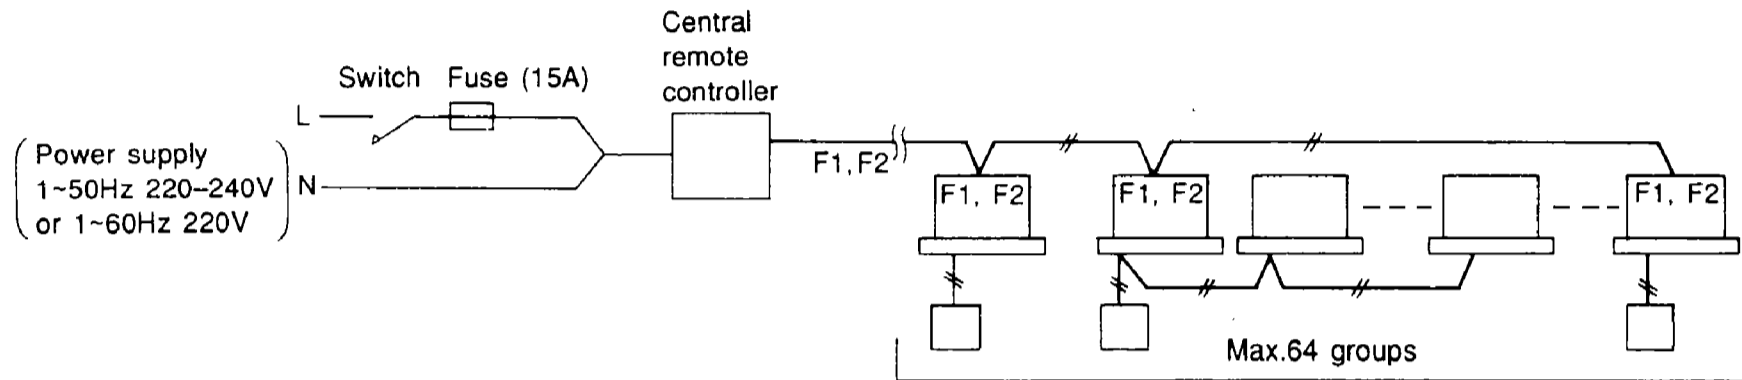 Central
remote
controller
Switch Fuse (15A)
L
Power supply
1~50Hz 220–240V
or 1~60Hz 220V
N
F1, F2
F1, F2
F1, F2
F1, F2
Max.64 groups